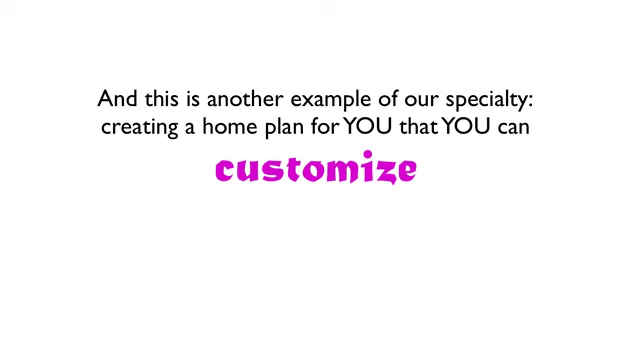 And this is another example of our specialty:
creating a home plan for YOU that YOU can
customize